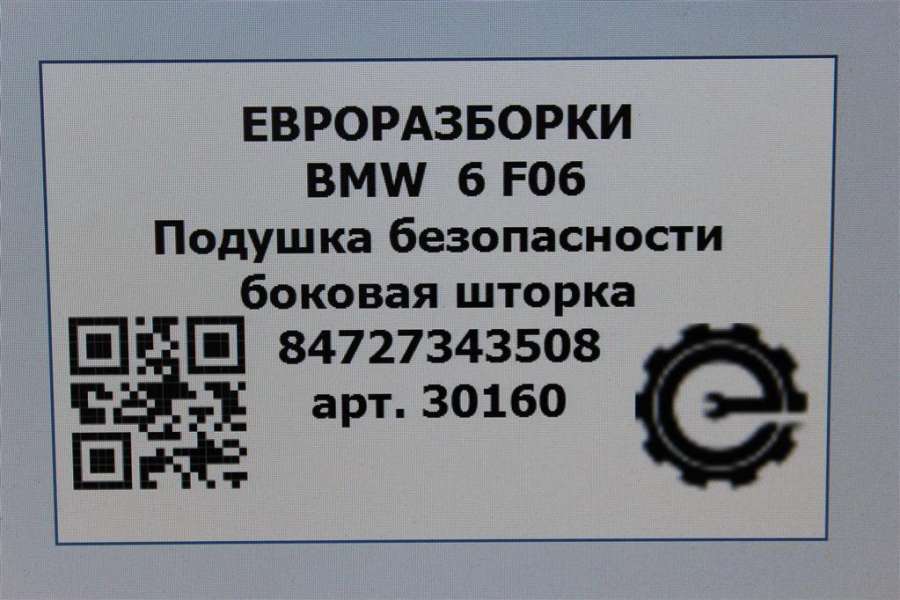 ЕВРОРАЗБОРКИ
BMW 6 F06
Подушка безопасности
боковая шторка
84727343508
арт. 30160